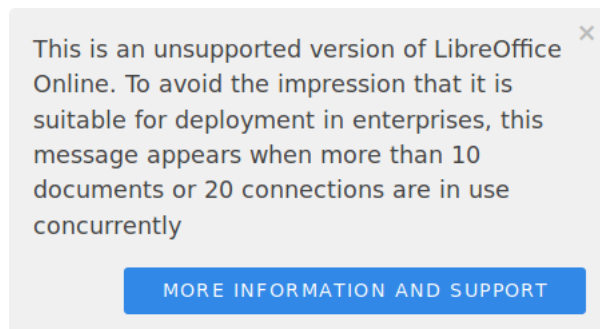 This is an unsupported version of LibreOffice
Online. To avoid the impression that it is
suitable for deployment in enterprises, this
message appears when more than 10
documents or 20 connections are in use
concurrently
MORE INFORMATION AND SUPPORT